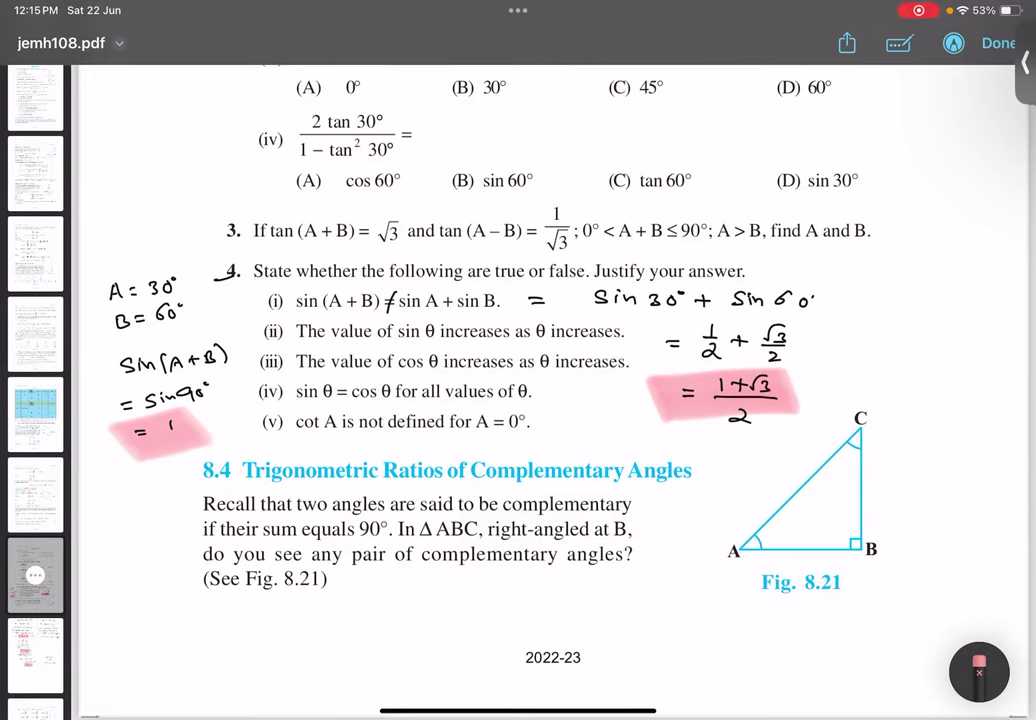 12:15 PM Sat 22 Jun
53%
jemh108.pdf
Done
(A) 0° (B) 30° (C) 45° (D) 60°
(iv) 2 tan 30° / 1 − tan² 30° =
(A) cos 60° (B) sin 60° (C) tan 60° (D) sin 30°
3. If tan (A + B) = √3 and tan (A – B) = 1/√3; 0° < A + B ≤ 90°; A > B, find A and B.
4. State whether the following are true or false. Justify your answer.
(i) sin (A + B) ≠ sin A + sin B. = Sin 30° + Sin 60°
(ii) The value of sin θ increases as θ increases.
= 1/2 + √3/2
(iii) The value of cos θ increases as θ increases.
(iv) sin θ = cos θ for all values of θ.
= 1+√3 / 2
(v) cot A is not defined for A = 0°.
A = 30°
B = 60°
Sin(A+B)
= Sin90°
= 1
8.4 Trigonometric Ratios of Complementary Angles
Recall that two angles are said to be complementary
if their sum equals 90°. In Δ ABC, right-angled at B,
do you see any pair of complementary angles?
(See Fig. 8.21)
C
A
B
Fig. 8.21
2022-23